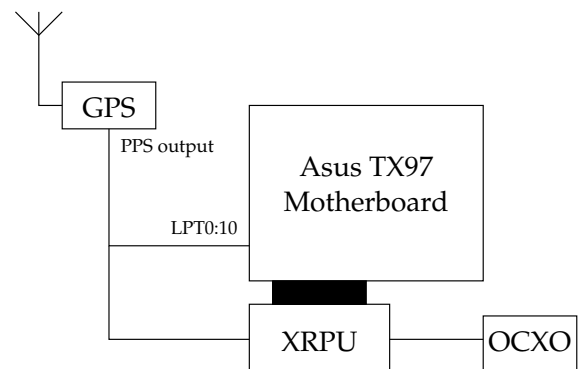 GPS
PPS output
Asus TX97
Motherboard
LPT0:10
XRPU
OCXO